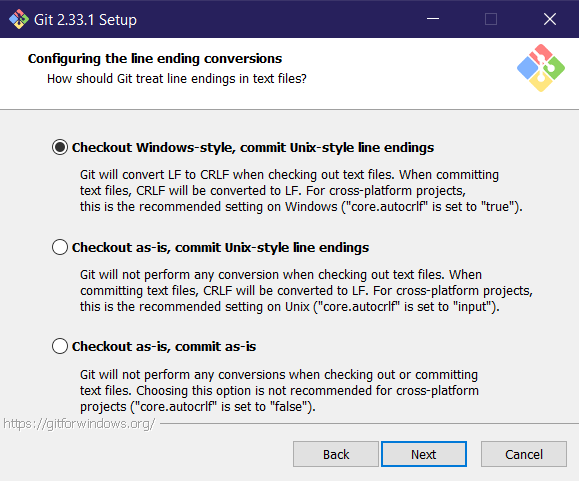 Git 2.33.1 Setup
Configuring the line ending conversions
How should Git treat line endings in text files?
Checkout Windows-style, commit Unix-style line endings
Git will convert LF to CRLF when checking out text files. When committing
text files, CRLF will be converted to LF. For cross-platform projects,
this is the recommended setting on Windows ("core.autocrlf" is set to "true").
Checkout as-is, commit Unix-style line endings
Git will not perform any conversion when checking out text files. When
committing text files, CRLF will be converted to LF. For cross-platform projects,
this is the recommended setting on Unix ("core.autocrlf" is set to "input").
Checkout as-is, commit as-is
Git will not perform any conversions when checking out or committing
text files. Choosing this option is not recommended for cross-platform
projects ("core.autocrlf" is set to "false").
https://gitforwindows.org/
Back Next Cancel